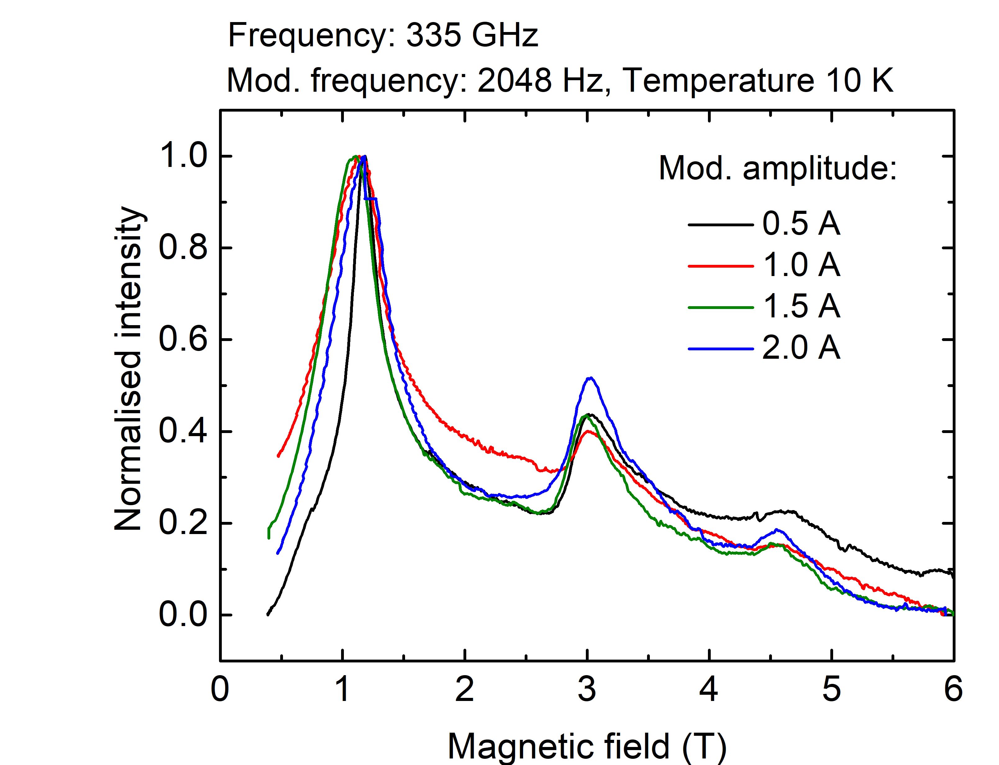 Frequency: 335 GHz
Mod. frequency: 2048 Hz, Temperature 10 K
Mod. amplitude:
0.5 A
1.0 A
1.5 A
2.0 A
Normalised intensity
1.0
0.8
0.6
0.4
0.2
0.0
0 1 2 3 4 5 6
Magnetic field (T)